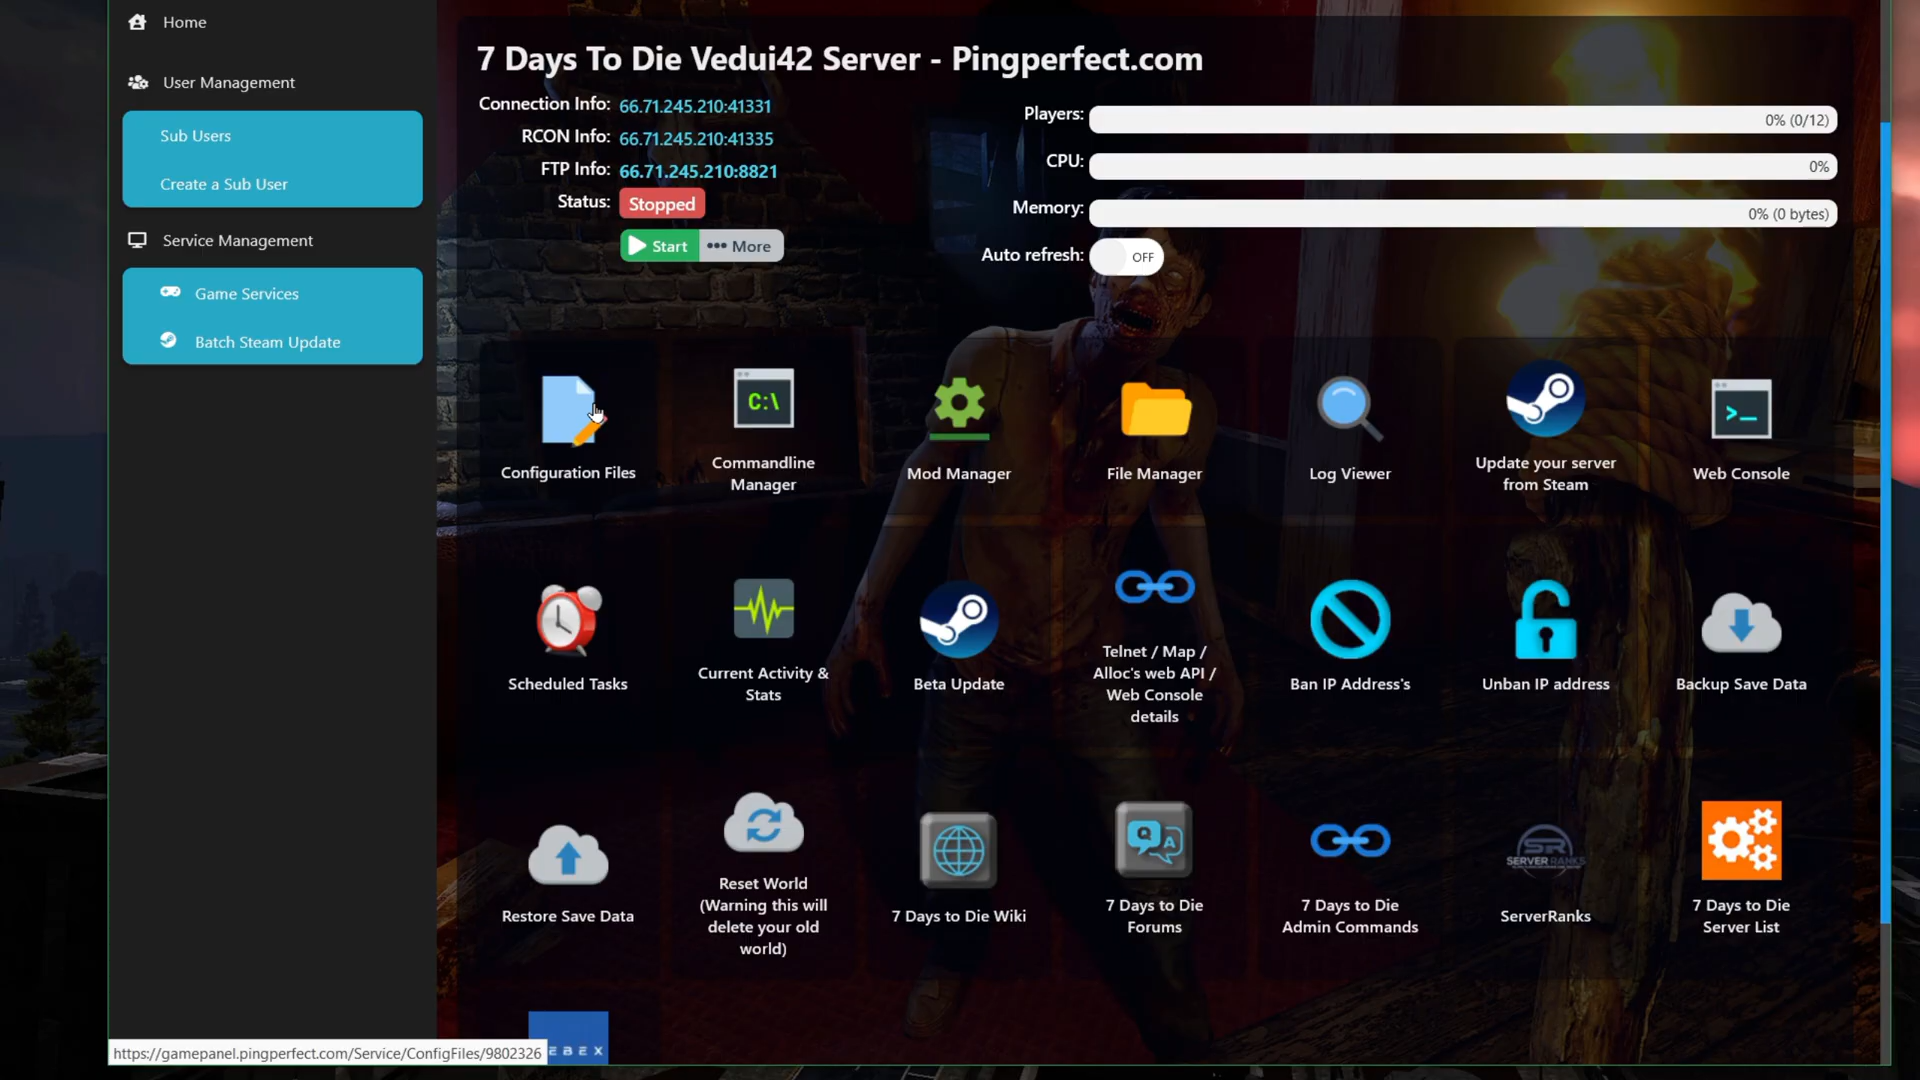 Home
User Management
Sub Users
Create a Sub User
Service Management
Game Services
Batch Steam Update
7 Days To Die Vedui42 Server - Pingperfect.com
Connection Info: 66.71.245.210:41331
RCON Info: 66.71.245.210:41335
FTP Info: 66.71.245.210:8821
Status: Stopped
Start ••• More
Players: 0% (0/12)
CPU: 0%
Memory: 0% (0 bytes)
Auto refresh: OFF
C:\
>_
Configuration Files
Commandline
Manager
Mod Manager
File Manager
Log Viewer
Update your server
from Steam
Web Console
Scheduled Tasks
Current Activity &
Stats
Beta Update
Telnet / Map /
Alloc's web API /
Web Console
details
Ban IP Address's
Unban IP address
Backup Save Data
Q
A
SR
SERVER RANKS
Restore Save Data
Reset World
(Warning this will
delete your old
world)
7 Days to Die Wiki
7 Days to Die
Forums
7 Days to Die
Admin Commands
ServerRanks
7 Days to Die
Server List
EBEX
https://gamepanel.pingperfect.com/Service/ConfigFiles/9802326